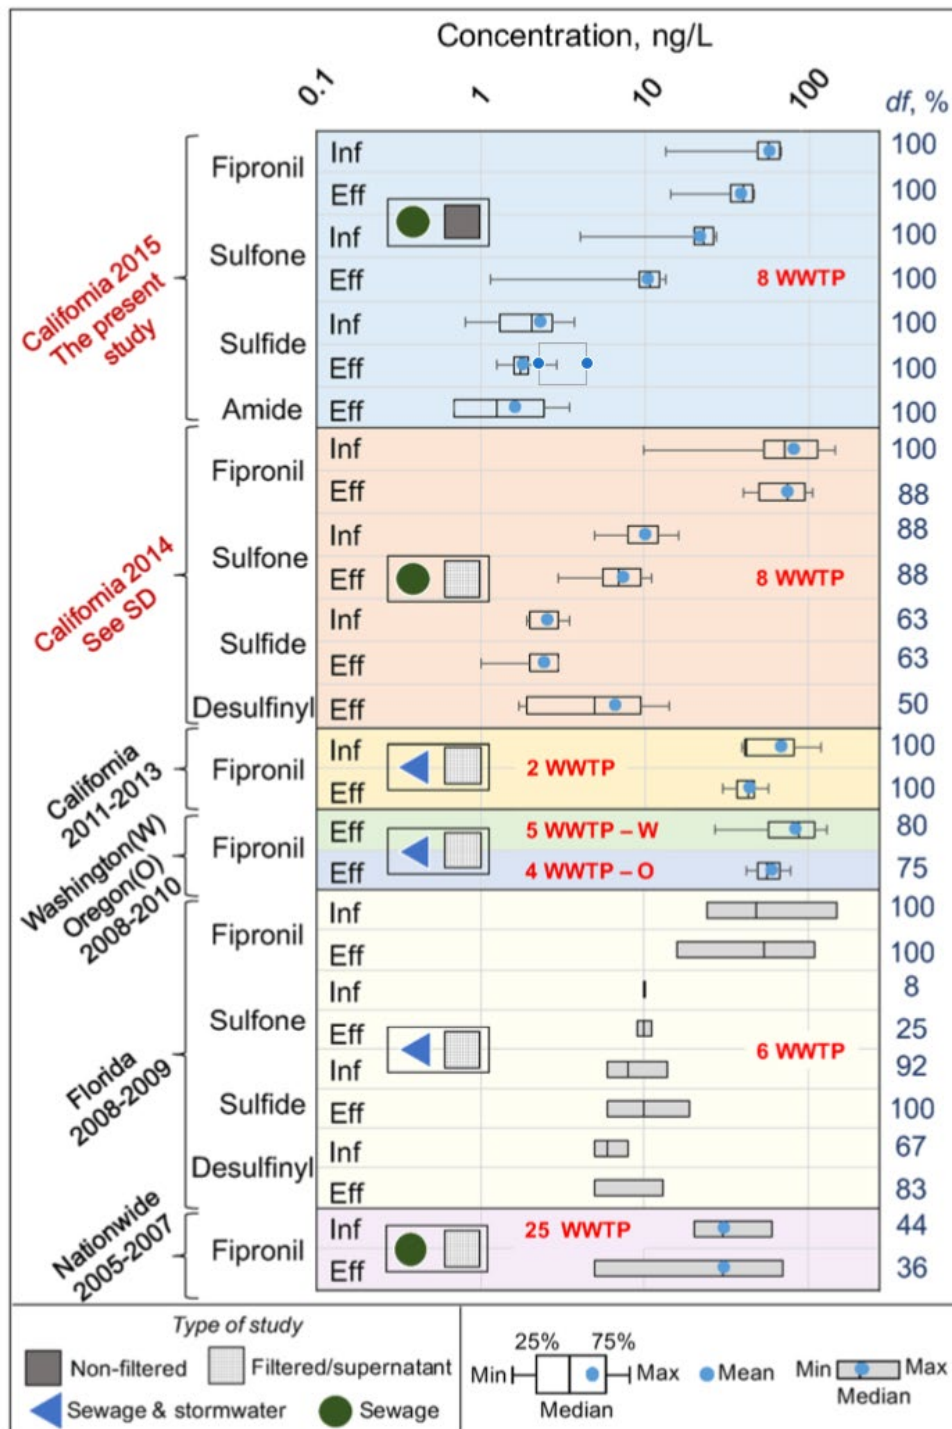 Concentration, ng/L
0.1 1 10 100 df, %
California 2015
The present
study
Fipronil Inf 100
Eff 100
Sulfone Inf 100
Eff 8 WWTP 100
Sulfide Inf 100
Eff 100
Amide Eff 100
California 2014
See SD
Fipronil Inf 100
Eff 88
Sulfone Inf 88
Eff 8 WWTP 88
Sulfide Inf 63
Eff 63
Desulfinyl Eff 50
California
2011-2013
Fipronil Inf 2 WWTP 100
Eff 100
Washington(W)
Oregon(O)
2008-2010
Fipronil Eff 5 WWTP – W 80
Eff 4 WWTP – O 75
Florida
2008-2009
Fipronil Inf 100
Eff 100
Sulfone Inf 8
Eff 25
6 WWTP
Sulfide Inf 92
Eff 100
Desulfinyl Inf 67
Eff 83
Nationwide
2005-2007
Fipronil Inf 25 WWTP 44
Eff 36
Type of study
Non-filtered Filtered/supernatant
Sewage & stormwater Sewage
25% 75%
Min Max Mean Min Max
Median Median